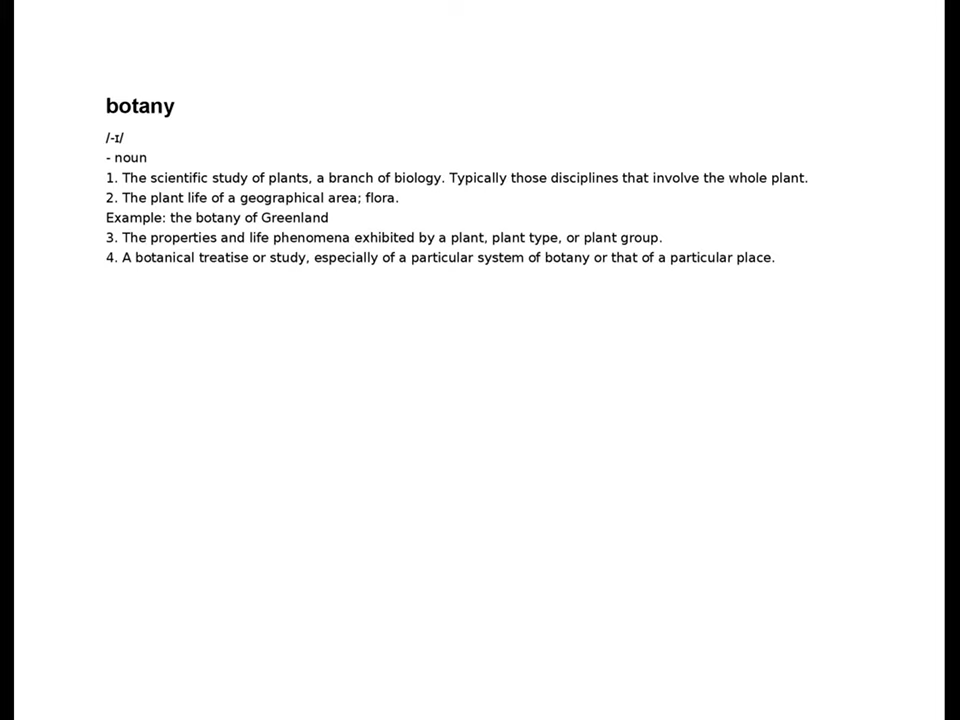 botany
/-ɪ/
- noun
1. The scientific study of plants, a branch of biology. Typically those disciplines that involve the whole plant.
2. The plant life of a geographical area; flora.
Example: the botany of Greenland
3. The properties and life phenomena exhibited by a plant, plant type, or plant group.
4. A botanical treatise or study, especially of a particular system of botany or that of a particular place.